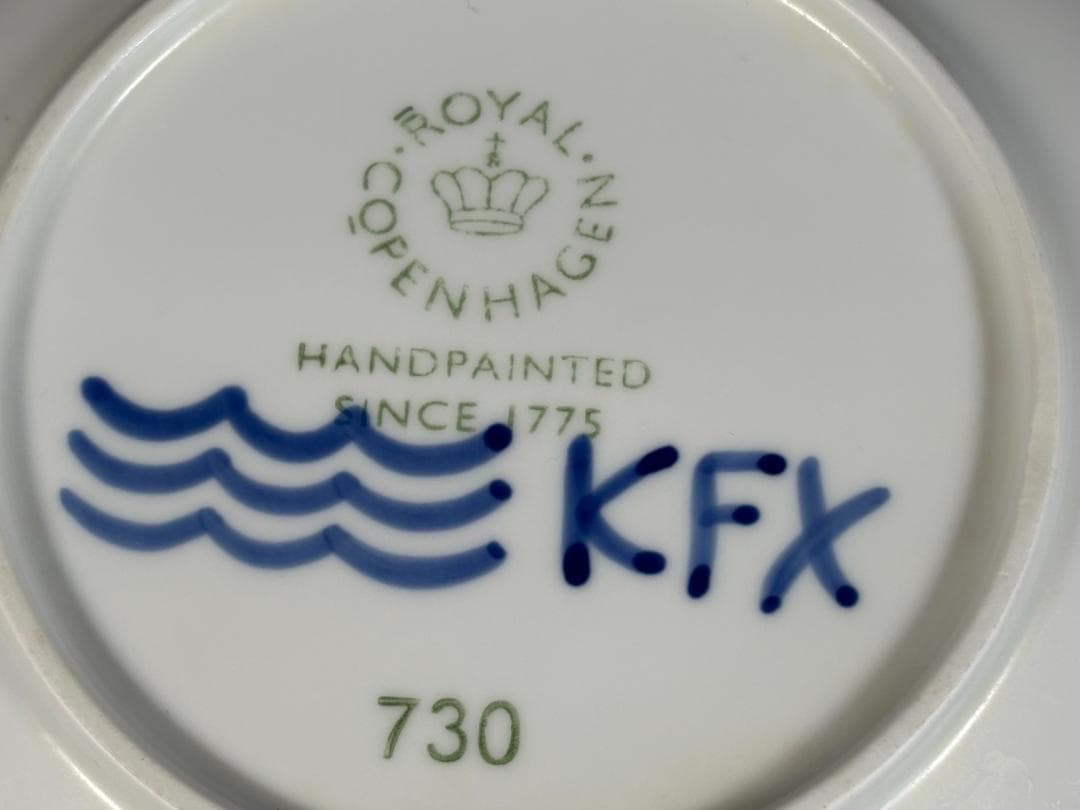 ROYAL · COPENHAGEN ·
HANDPAINTED
SINCE 1775
KFX
730